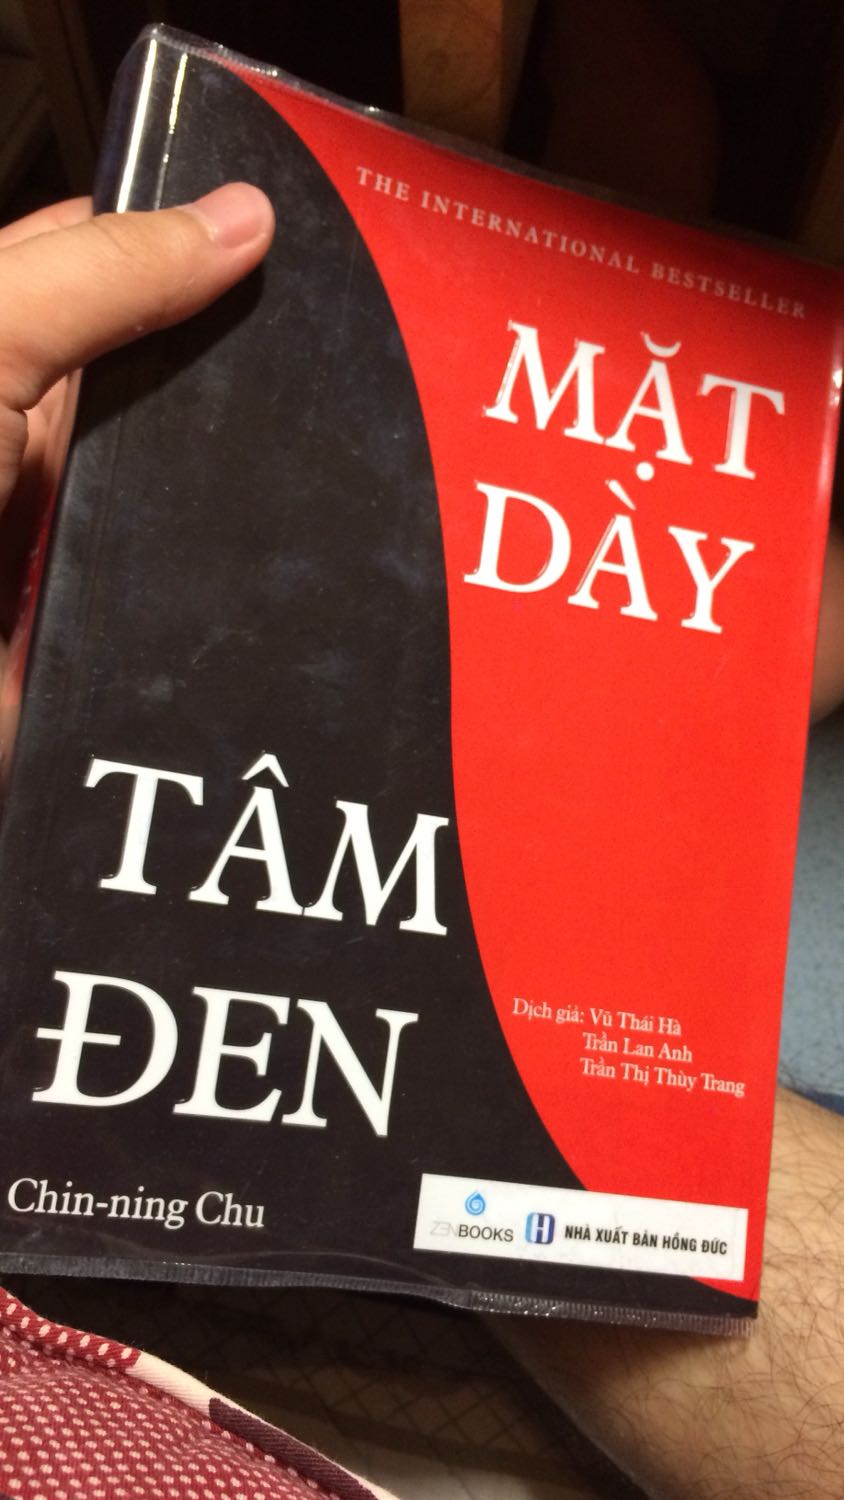 THE INTERNATIONAL BESTSELLER
MẶT
DÀY
TÂM
ĐEN
Dịch giả: Vũ Thái Hà
Trần Lan Anh
Trần Thị Thùy Trang
Chin-ning Chu
ZENBOOKS
NHÀ XUẤT BẢN HỒNG ĐỨC